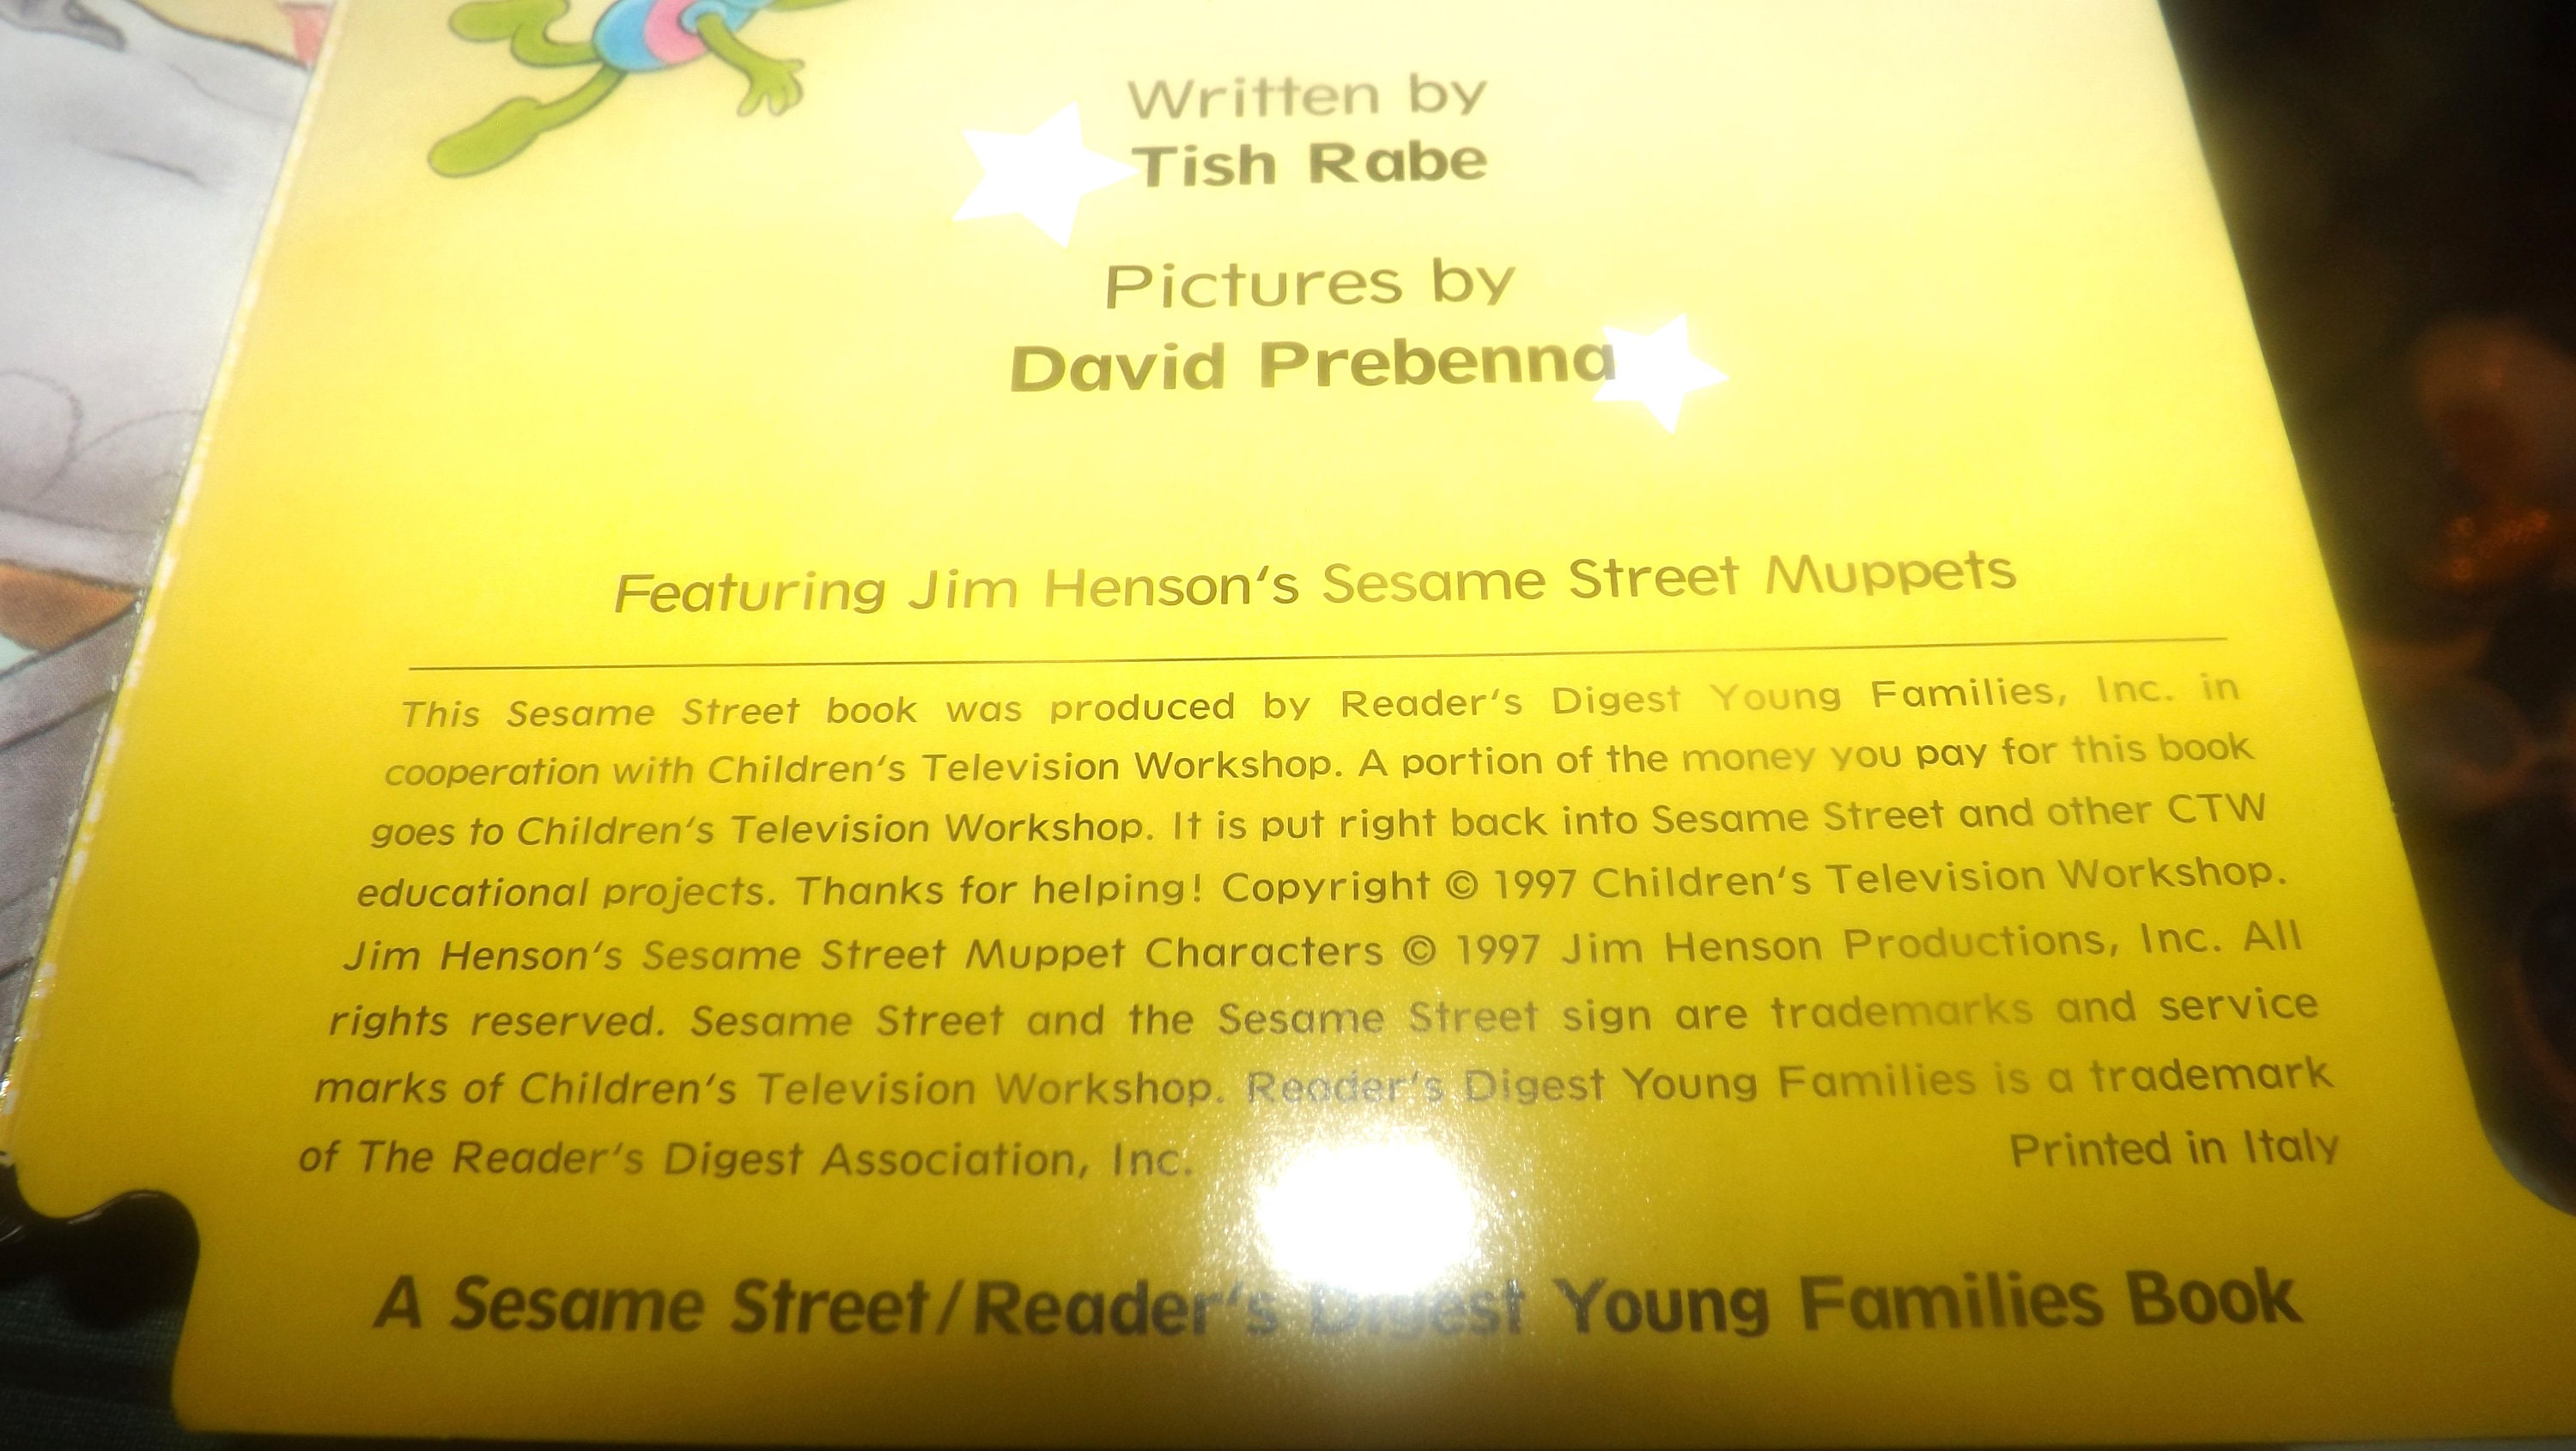 Written by
Tish Rabe
Pictures by
David Prebenna
Featuring Jim Henson's Sesame Street Muppets
This Sesame Street book was produced by Reader's Digest Young Families, Inc. in
cooperation with Children's Television Workshop. A portion of the money you pay for this book
goes to Children's Television Workshop. It is put right back into Sesame Street and other CTW
educational projects. Thanks for helping! Copyright © 1997 Children's Television Workshop.
Jim Henson's Sesame Street Muppet Characters © 1997 Jim Henson Productions, Inc. All
rights reserved. Sesame Street and the Sesame Street sign are trademarks and service
marks of Children's Television Workshop. Reader's Digest Young Families is a trademark
of The Reader's Digest Association, Inc. Printed in Italy
A Sesame Street/Reader's Digest Young Families Book